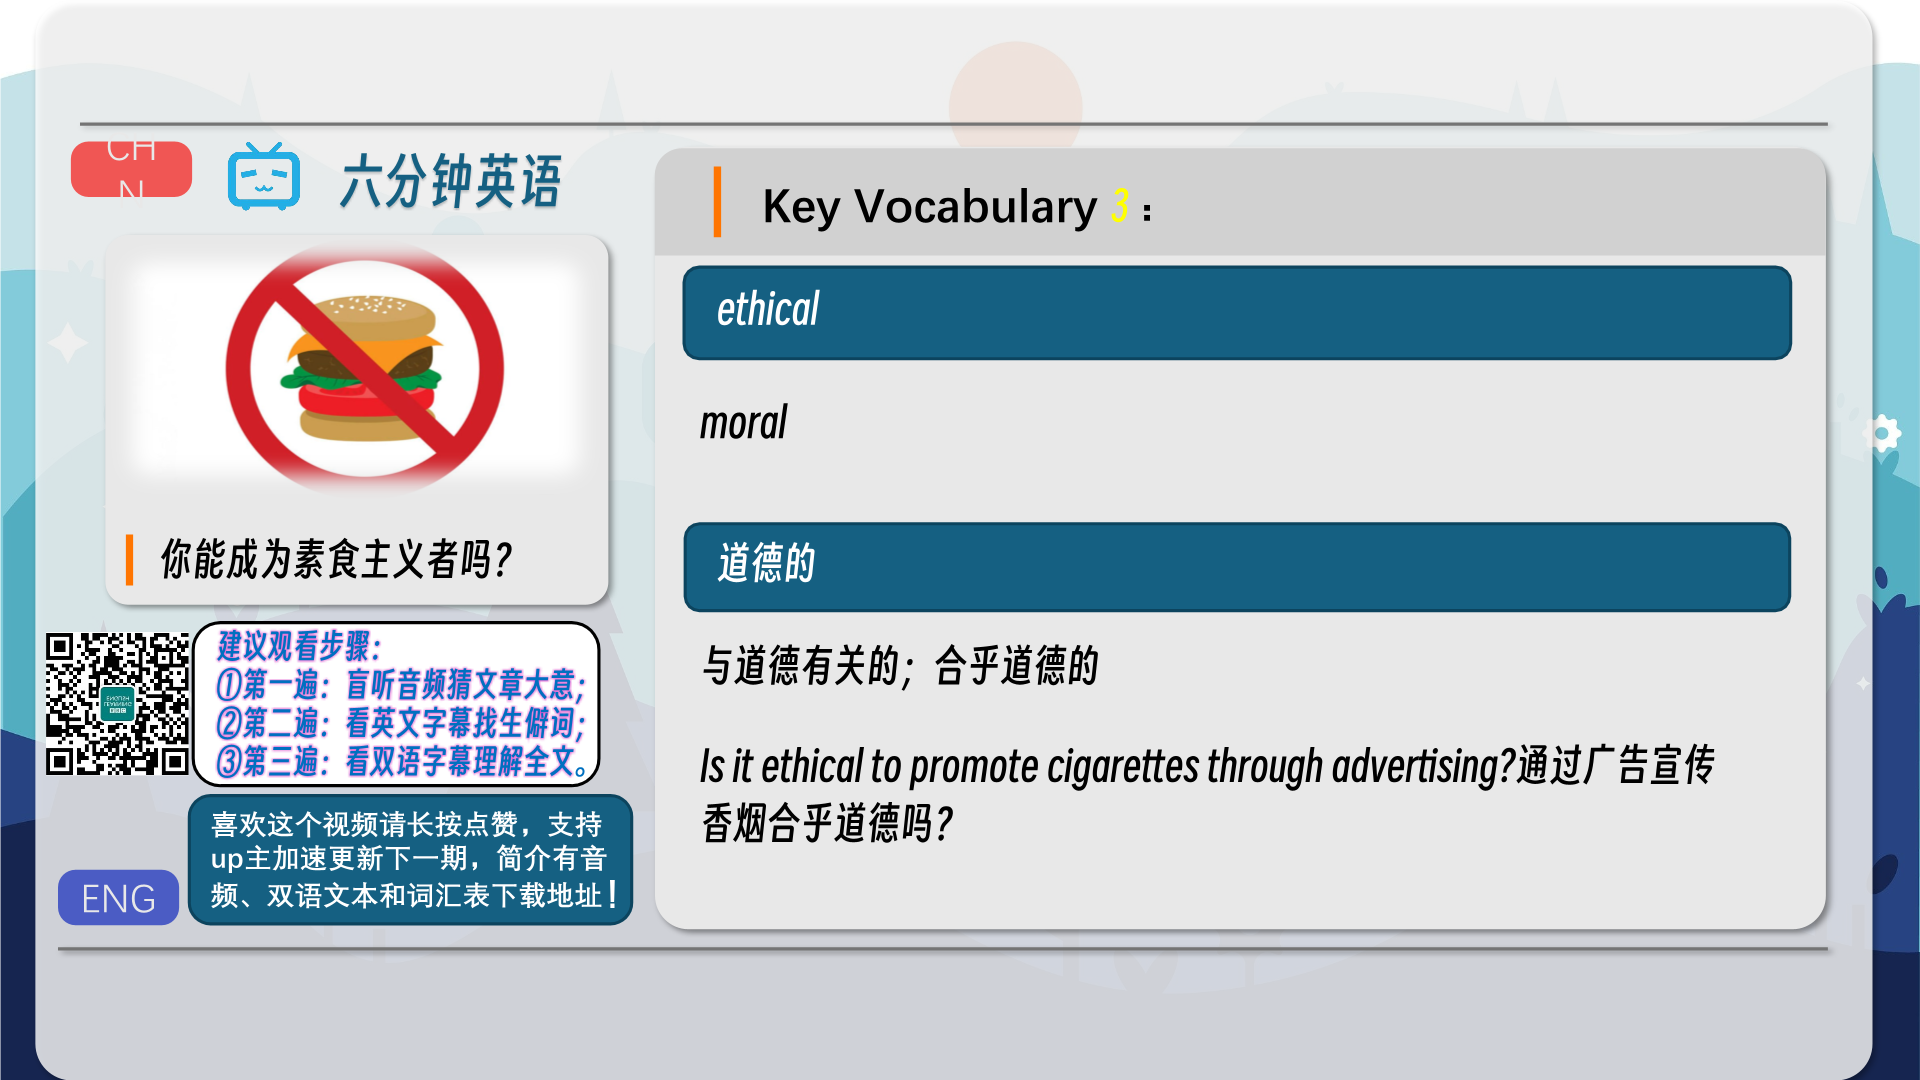 CH
N
六分钟英语
你能成为素食主义者吗？
建议观看步骤：
①第一遍：盲听音频猜文章大意；
②第二遍：看英文字幕找生僻词；
③第三遍：看双语字幕理解全文。
喜欢这个视频请长按点赞，支持
up主加速更新下一期，简介有音
频、双语文本和词汇表下载地址！
ENG
Key Vocabulary 3：
ethical
moral
道德的
与道德有关的；合乎道德的
Is it ethical to promote cigarettes through advertising?通过广告宣传
香烟合乎道德吗？